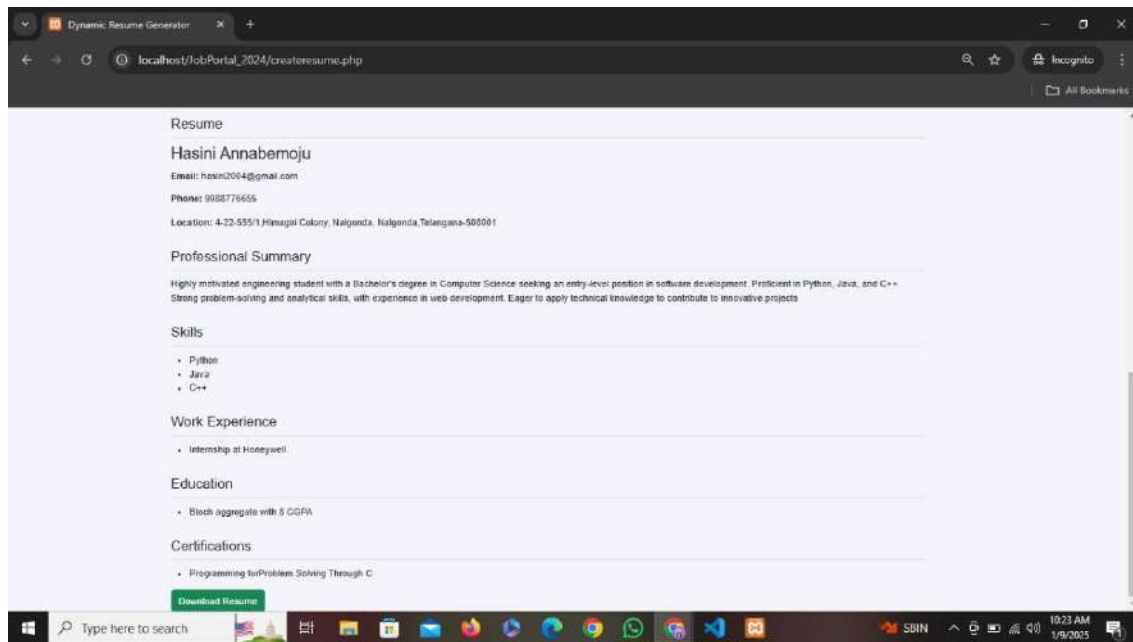 Dynamic Resume Generator
localhost/JobPortal_2024/createresume.php
Incognito
All Bookmarks
Resume
Hasini Annabemoju
Email: hasini2004@gmail.com
Phone: 9988776655
Location: 4-22-555/1,Himagiri Colony, Nalgonda, Nalgonda,Telangana-508001
Professional Summary
Highly motivated engineering student with a Bachelor's degree in Computer Science seeking an entry-level position in software development. Proficient in Python, Java, and C++
Strong problem-solving and analytical skills, with experience in web development. Eager to apply technical knowledge to contribute to innovative projects
Skills
• Python
• Java
• C++
Work Experience
• Internship at Honeywell
Education
• Btech aggregate with 8 CGPA
Certifications
• Programming forProblem Solving Through C
Download Resume
Type here to search
SBIN
10:23 AM
1/9/2025